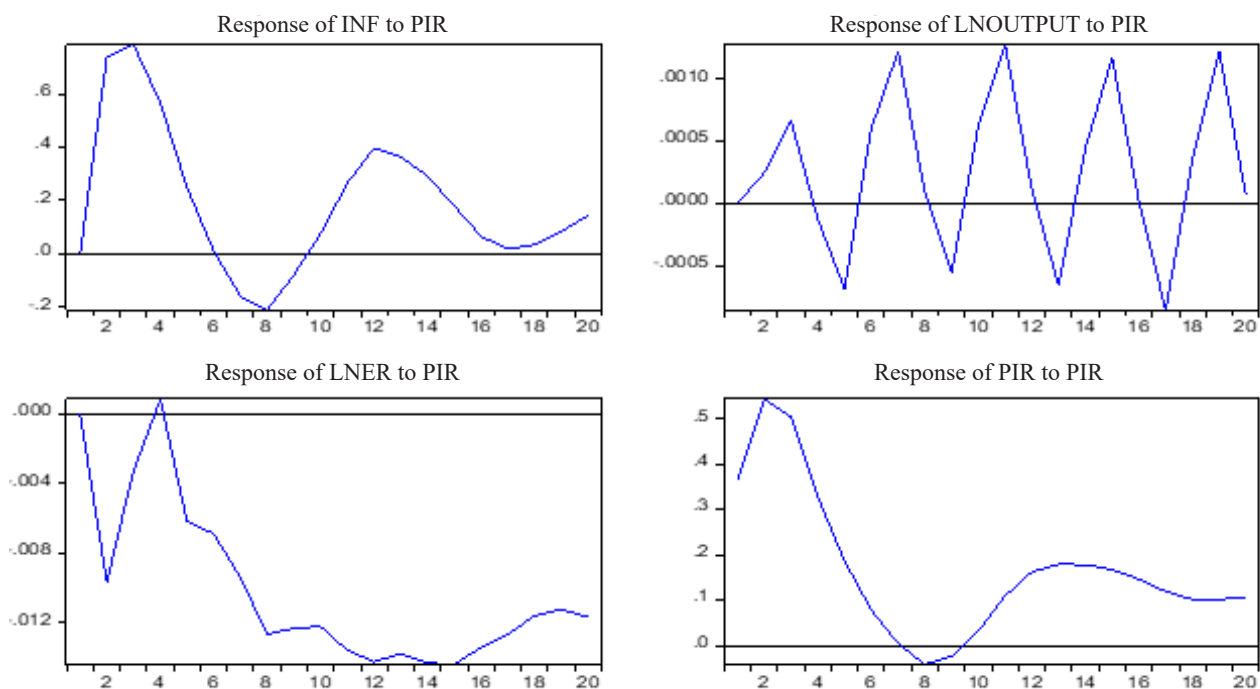 Response of INF to PIR
.6
.4
.2
.0
-.2
2 4 6 8 10 12 14 16 18 20
Response of LNOUTPUT to PIR
.0010
.0005
.0000
-.0005
2 4 6 8 10 12 14 16 18 20
Response of LNER to PIR
.000
-.004
-.008
-.012
2 4 6 8 10 12 14 16 18 20
Response of PIR to PIR
.5
.4
.3
.2
.1
.0
2 4 6 8 10 12 14 16 18 20